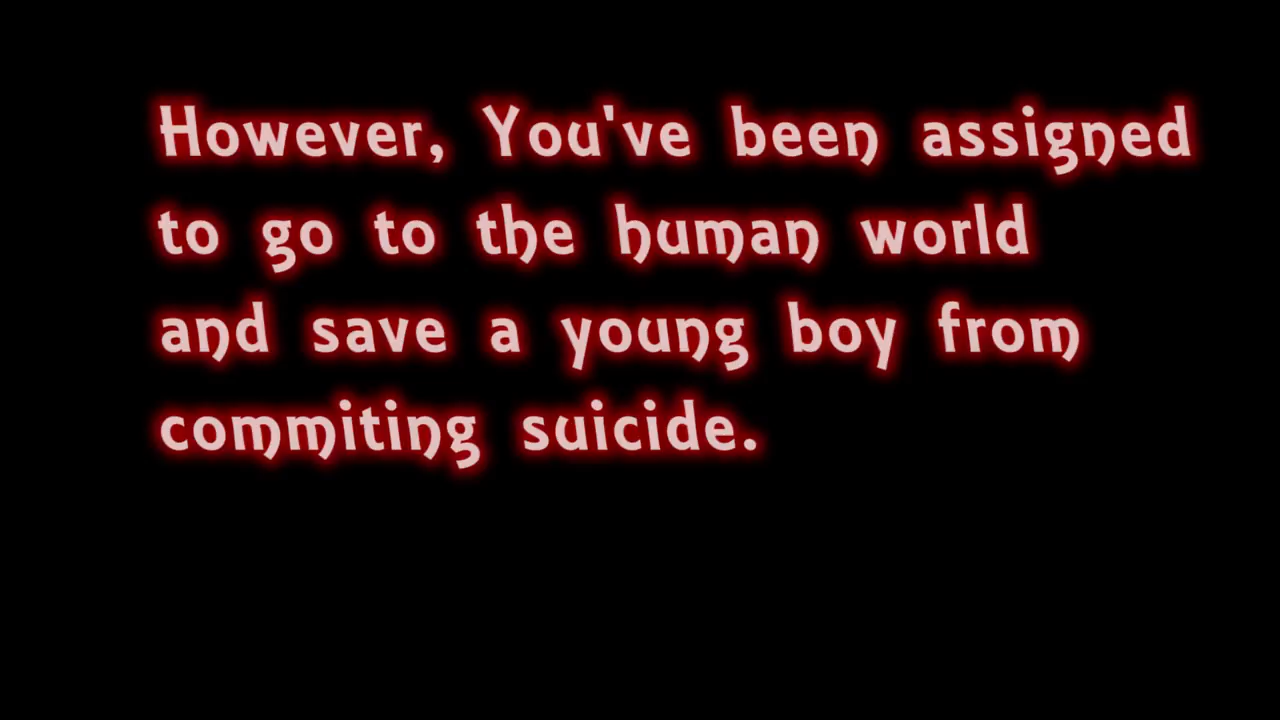 However, You've been assigned
to go to the human world
and save a young boy from
commiting suicide.